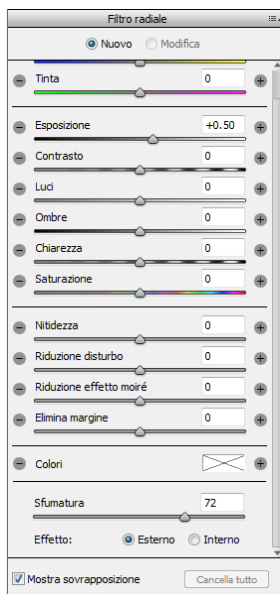 Filtro radiale
Nuovo Modifica
Tinta 0
Esposizione +0.50
Contrasto 0
Luci 0
Ombre 0
Chiarezza 0
Saturazione 0
Nitidezza 0
Riduzione disturbo 0
Riduzione effetto moiré 0
Elimina margine 0
Colori
Sfumatura 72
Effetto: Esterno Interno
Mostra sovrapposizione Cancella tutto